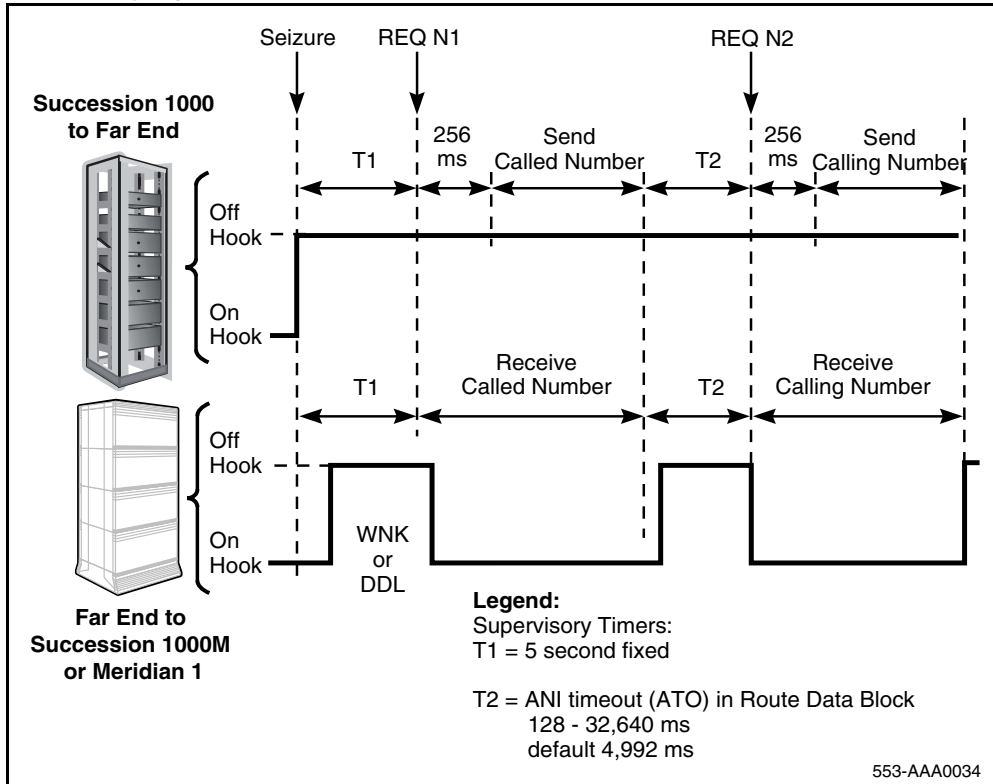 Seizure REQ N1 REQ N2
Succession 1000
to Far End
T1 256
ms Send
Called Number T2 256
ms Send
Calling Number
Off
Hook
On
Hook
T1 Receive
Called Number T2 Receive
Calling Number
Off
Hook
On
Hook
WNK
or
DDL
Far End to
Succession 1000M
or Meridian 1
Legend:
Supervisory Timers:
T1 = 5 second fixed
T2 = ANI timeout (ATO) in Route Data Block
128 - 32,640 ms
default 4,992 ms
553-AAA0034